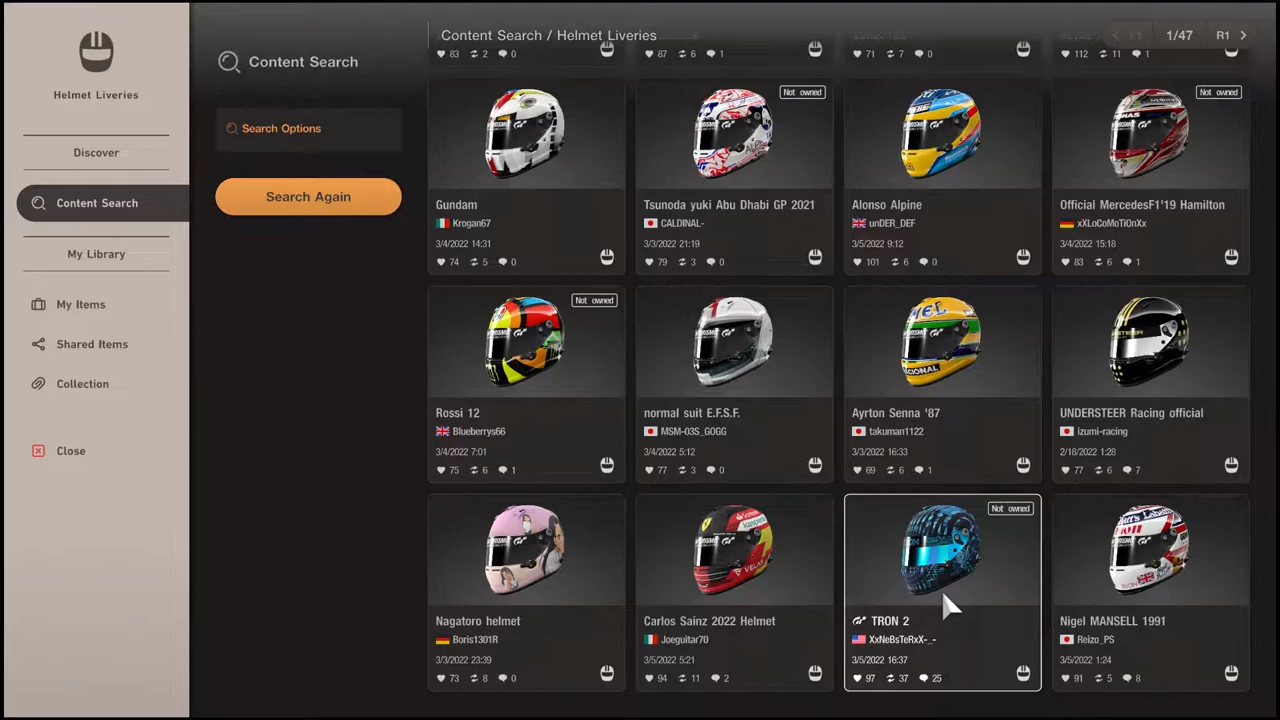 Helmet Liveries
Discover
Content Search
My Library
My Items
Shared Items
Collection
Close
Content Search
Search Options
Search Again
Content Search / Helmet Liveries
L1 1/47 R1
83 2 0
87 6 1
71 7 0
112 11 1
Gundam
Krogan67
3/4/2022 14:31
74 5 0
Not owned
Tsunoda yuki Abu Dhabi GP 2021
CALDINAL-
3/3/2022 21:19
79 3 0
Alonso Alpine
unDER_DEF
3/5/2022 9:12
101 6 0
Not owned
Official MercedesF1'19 Hamilton
xXLoCoMoTiOnXx
3/4/2022 15:18
83 6 1
Not owned
Rossi 12
Blueberrys66
3/4/2022 7:01
75 6 1
normal suit E.F.S.F.
MSM-03S_GOGG
3/4/2022 5:12
77 3 0
Ayrton Senna '87
takuman1122
3/3/2022 16:33
69 6 1
UNDERSTEER Racing official
izumi-racing
2/18/2022 1:28
77 6 7
Nagatoro helmet
Boris1301R
3/3/2022 23:39
73 8 0
Carlos Sainz 2022 Helmet
Joeguitar70
3/5/2022 5:21
94 11 2
Not owned
TRON 2
XxNeBsTeRxX-_-
3/5/2022 16:37
97 37 25
Nigel MANSELL 1991
Reizo_PS
3/5/2022 1:24
91 5 8